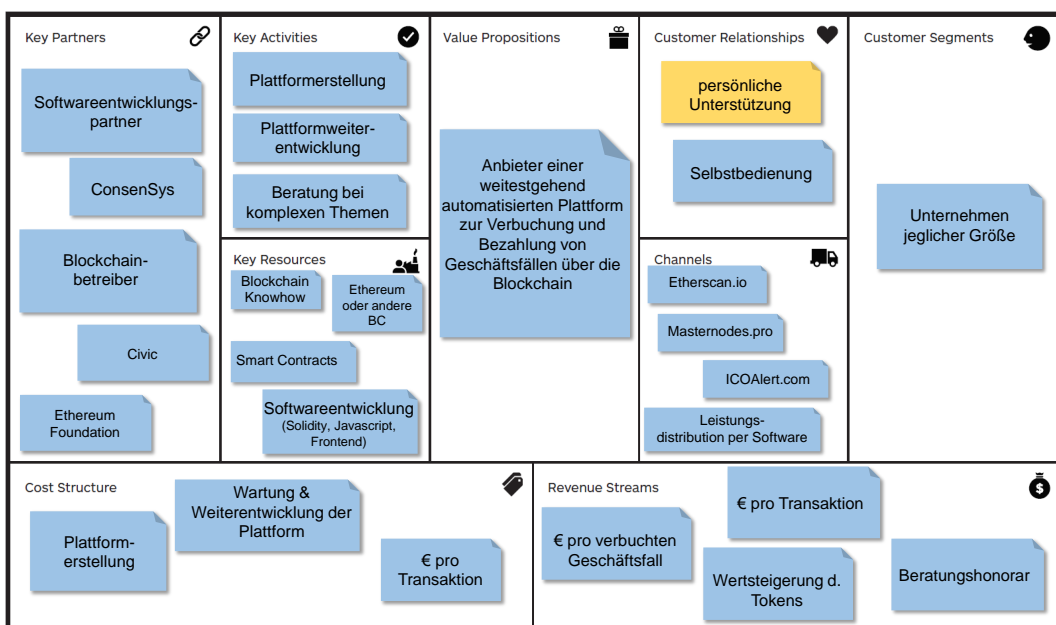 Key Partners
Softwareentwicklungs-
partner
ConsenSys
Blockchain-
betreiber
Civic
Ethereum
Foundation
Key Activities
Plattformerstellung
Plattformweiter-
entwicklung
Beratung bei
komplexen Themen
Key Resources
Blockchain
Knowhow
Ethereum
oder andere
BC
Smart Contracts
Softwareentwicklung
(Solidity, Javascript,
Frontend)
Value Propositions
Anbieter einer
weitestgehend
automatisierten Plattform
zur Verbuchung und
Bezahlung von
Geschäftsfällen über die
Blockchain
Customer Relationships
persönliche
Unterstützung
Selbstbedienung
Channels
Etherscan.io
Masternodes.pro
ICOAlert.com
Leistungs-
distribution per Software
Customer Segments
Unternehmen
jeglicher Größe
Cost Structure
Plattform-
erstellung
Wartung &
Weiterentwicklung der
Plattform
€ pro
Transaktion
Revenue Streams
€ pro verbuchten
Geschäftsfall
€ pro Transaktion
Wertsteigerung d.
Tokens
Beratungshonorar
$